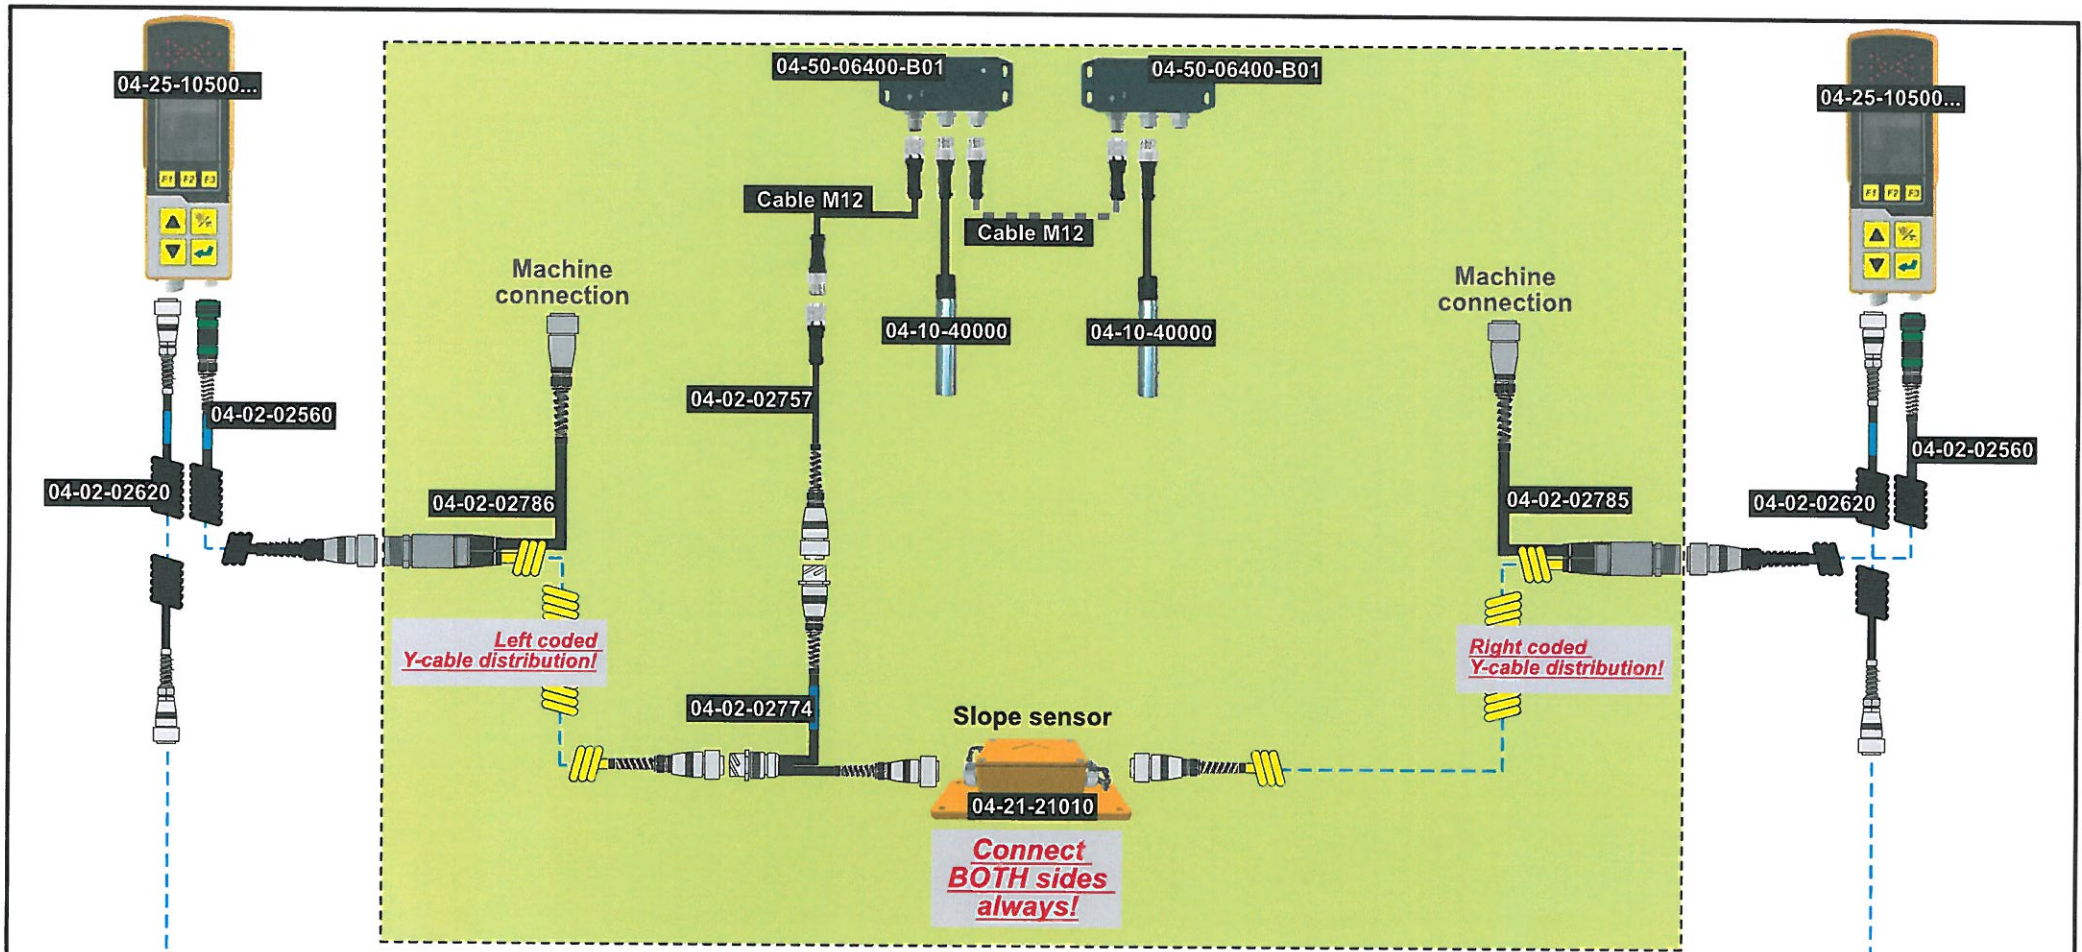 04-25-10500...
04-50-06400-B01
04-50-06400-B01
04-25-10500...
F1 F2 F3
F1 F2 F3
Cable M12
Cable M12
Machine
connection
Machine
connection
04-10-40000
04-10-40000
04-02-02757
04-02-02560
04-02-02560
04-02-02620
04-02-02786
04-02-02785
04-02-02620
Left coded
Y-cable distribution!
Right coded
Y-cable distribution!
04-02-02774
Slope sensor
04-21-21010
Connect
BOTH sides
always!